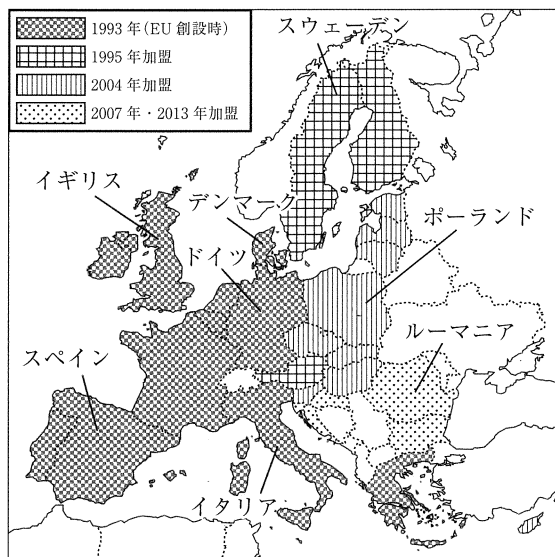 1993年(EU創設時)
1995年加盟
2004年加盟
2007年・2013年加盟
スウェーデン
イギリス
デンマーク
ポーランド
ドイツ
ルーマニア
スペイン
イタリア